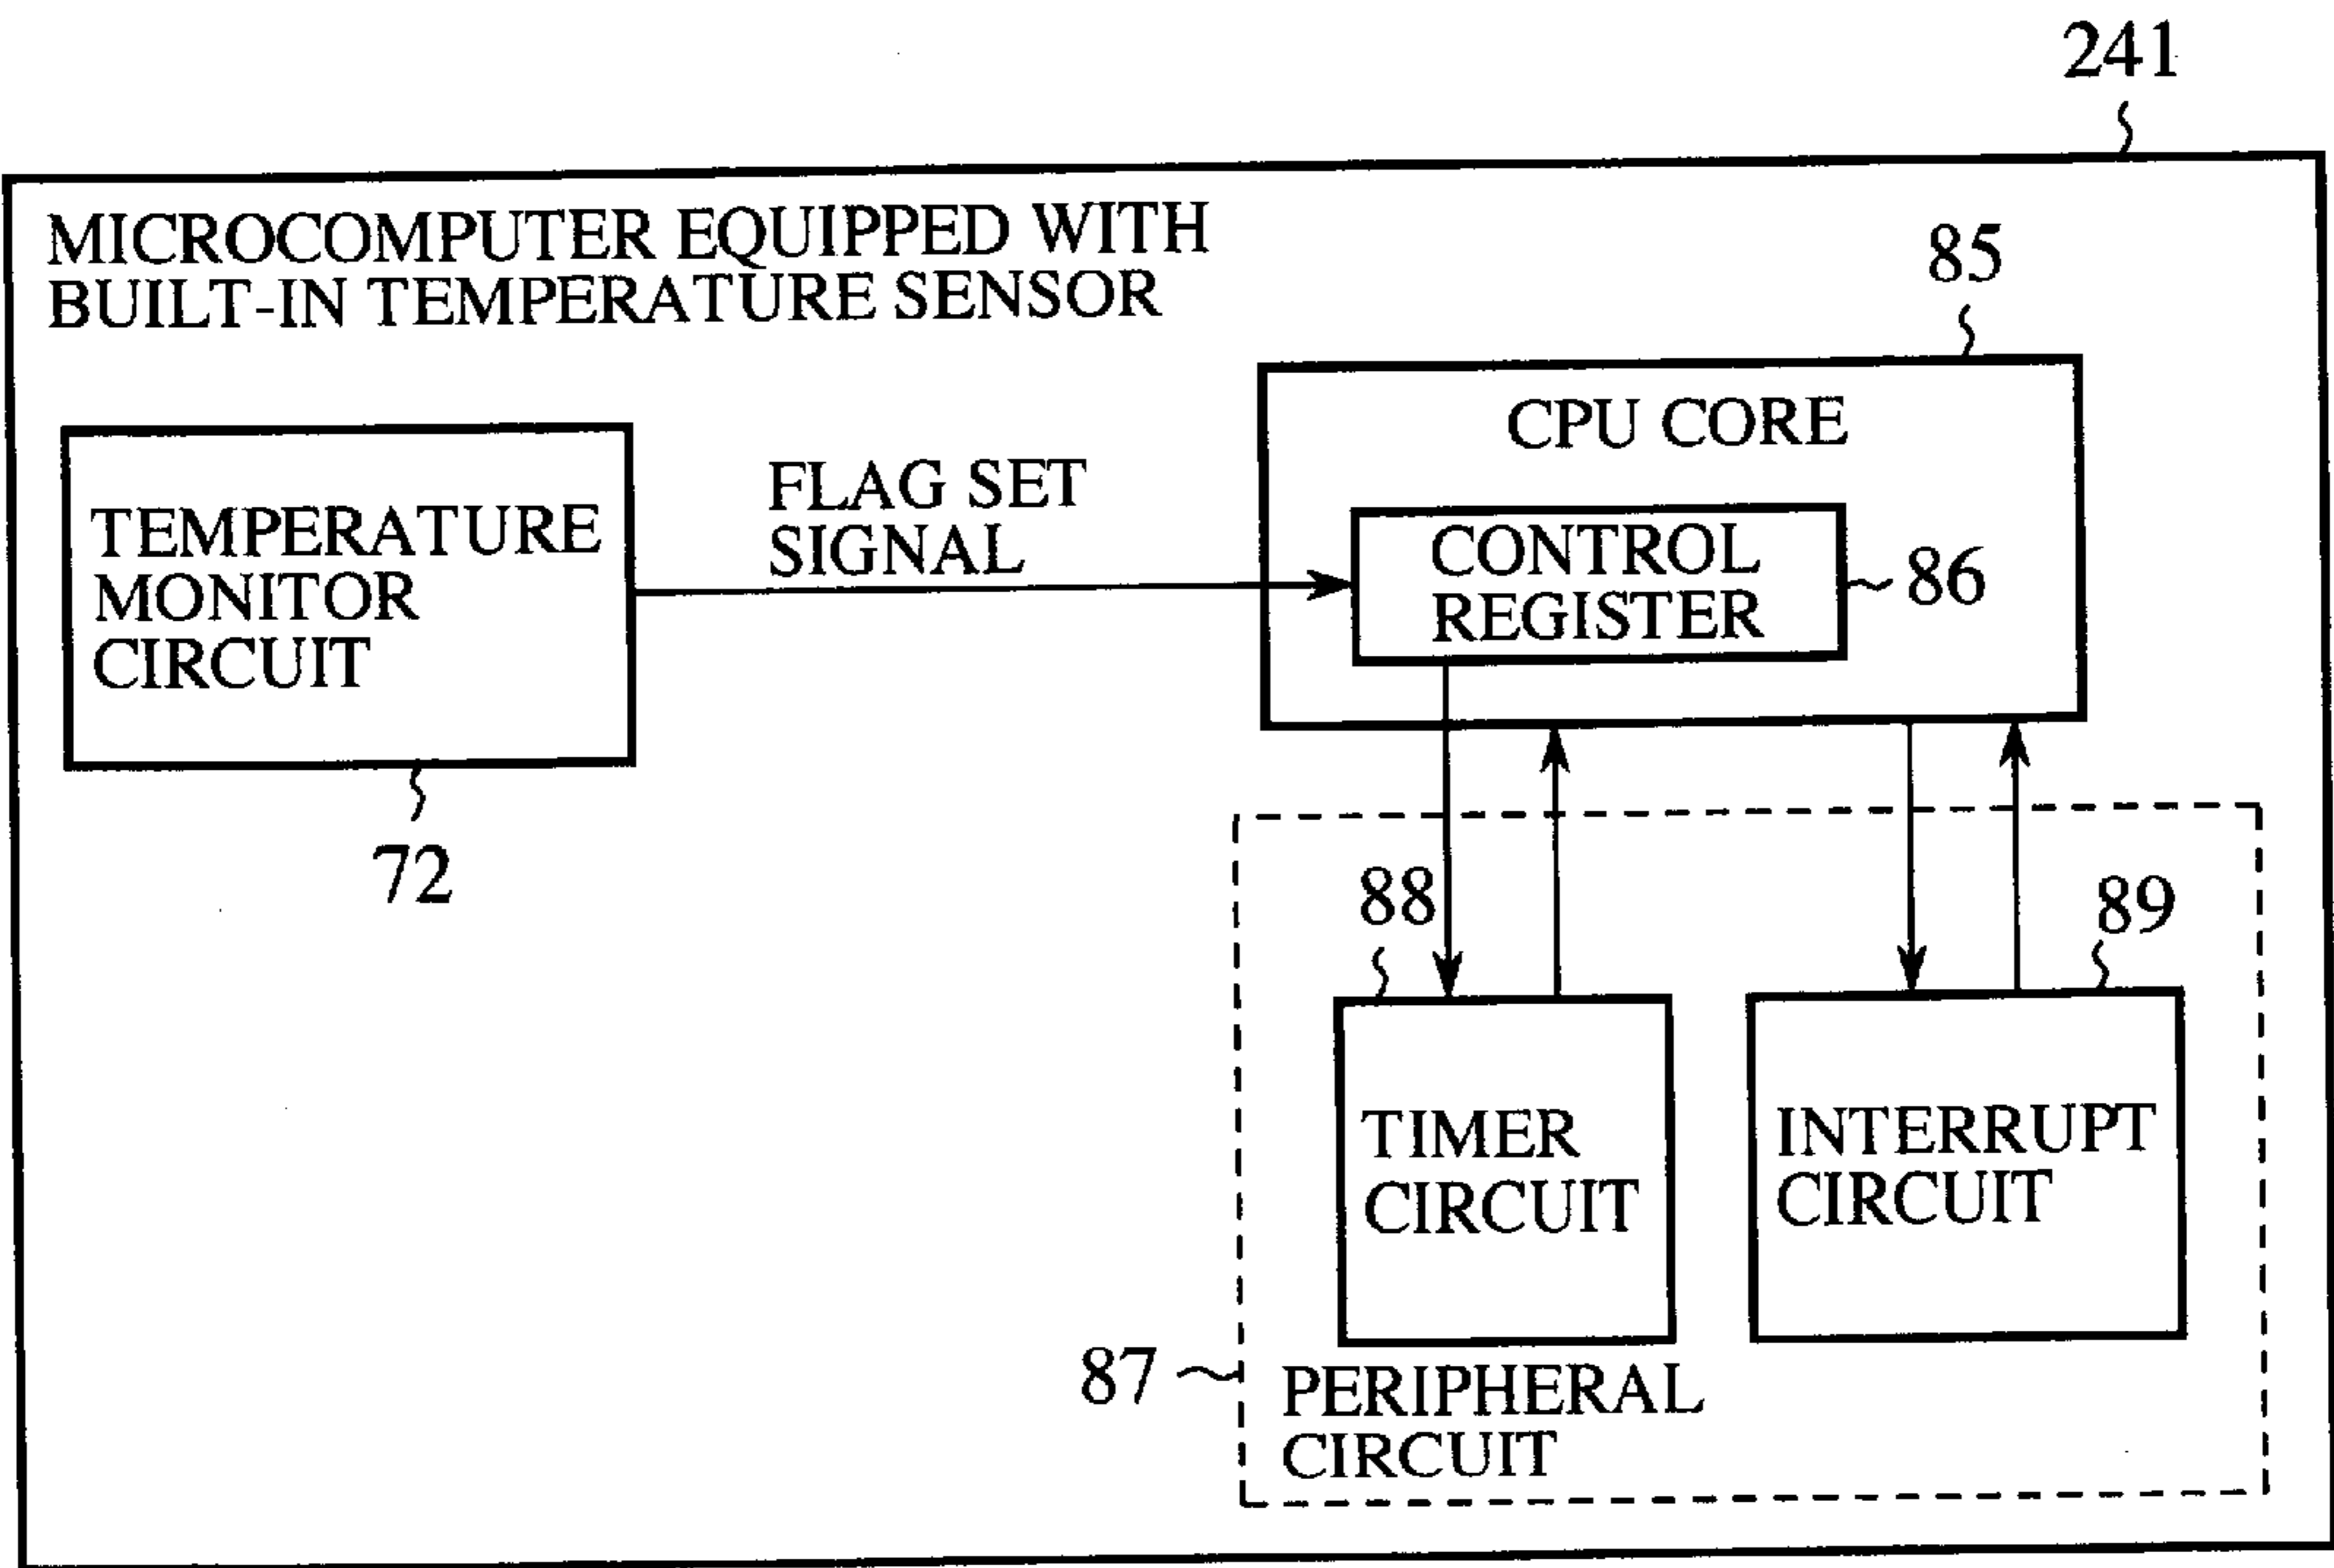 241
MICROCOMPUTER EQUIPPED WITH
BUILT-IN TEMPERATURE SENSOR
85
CPU CORE
FLAG SET
SIGNAL
TEMPERATURE
MONITOR
CIRCUIT
CONTROL
REGISTER
86
72
88
89
TIMER
CIRCUIT
INTERRUPT
CIRCUIT
87
PERIPHERAL
CIRCUIT